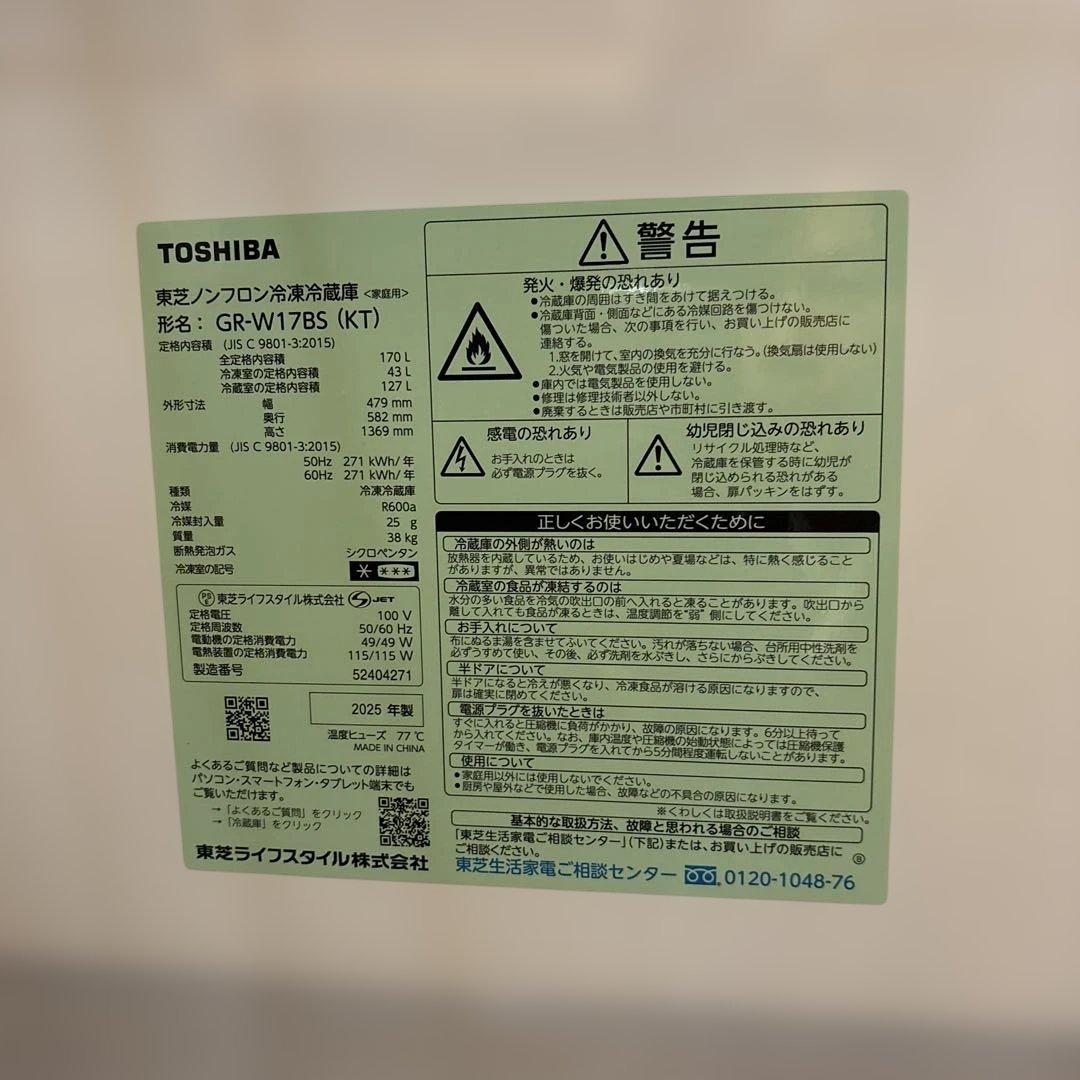 TOSHIBA
東芝ノンフロン冷凍冷蔵庫 <家庭用>
形名： GR-W17BS (KT)
定格内容積 (JIS C 9801-3:2015)
全定格内容積 170 L
冷凍室の定格内容積 43 L
冷蔵室の定格内容積 127 L
外形寸法 幅 479 mm
奥行 582 mm
高さ 1369 mm
消費電力量 (JIS C 9801-3:2015)
50Hz 271 kWh/年
60Hz 271 kWh/年
種類 冷凍冷蔵庫
冷媒 R600a
冷媒封入量 25 g
質量 38 kg
断熱発泡ガス シクロペンタン
冷凍室の記号
PSE 東芝ライフスタイル株式会社 JET
定格電圧 100 V
定格周波数 50/60 Hz
電動機の定格消費電力 49/49 W
電熱装置の定格消費電力 115/115 W
製造番号 52404271
2025 年製
温度ヒューズ 77℃
MADE IN CHINA
よくあるご質問など製品についての詳細は
パソコン・スマートフォン・タブレット端末でも
ご覧いただけます。
→「よくあるご質問」をクリック
→「冷蔵庫」をクリック
東芝ライフスタイル株式会社
警告
発火・爆発の恐れあり
●冷蔵庫の周囲はすき間をあけて据えつける。
●冷蔵庫背面・側面などにある冷媒回路を傷つけない。
傷ついた場合、次の事項を行い、お買い上げの販売店に
連絡する。
1.窓を開けて、室内の換気を充分に行なう。(換気扇は使用しない)
2.火気や電気製品の使用を避ける。
●庫内では電気製品を使用しない。
●修理は修理技術者以外しない。
●廃棄するときは販売店や市町村に引き渡す。
感電の恐れあり
お手入れのときは
必ず電源プラグを抜く。
幼児閉じ込みの恐れあり
リサイクル処理時など、
冷蔵庫を保管する時に幼児が
閉じ込められる恐れがある
場合、扉パッキンをはずす。
正しくお使いいただくために
冷蔵庫の外側が熱いのは
放熱器を内蔵しているため、お使いはじめや夏場などは、特に熱く感じること
がありますが、異常ではありません。
冷蔵室の食品が凍結するのは
水分の多い食品を冷気の吹出口の前へ入れると凍ることがあります。吹出口から
離して入れても食品が凍るときは、温度調節を“弱”側にしてください。
お手入れについて
布にぬるま湯を含ませてふいてください。汚れが落ちない場合、台所用中性洗剤を
必ずうすめて使い、その後、必ず洗剤を水ぶきし、さらにからぶきしてください。
半ドアについて
半ドアになると冷えが悪くなり、冷凍食品が溶ける原因になりますので、
扉は確実に閉めてください。
電源プラグを抜いたときは
すぐに入れると圧縮機に負荷がかかり、故障の原因になります。6分以上待って
から入れてください。なお、庫内温度や圧縮機の始動状態によっては圧縮機保護
タイマーが働き、電源プラグを入れてから5分間程度運転しないことがあります。
使用について
●家庭用以外には使用しないでください。
●厨房や屋外などで使用した場合、故障などの不具合の原因になります。
※くわしくは取扱説明書をご覧ください。
基本的な取扱方法、故障と思われる場合のご相談
「東芝生活家電ご相談センター」(下記)または、お買い上げの販売店に
ご相談ください。
Ⓑ
東芝生活家電ご相談センター 0120-1048-76